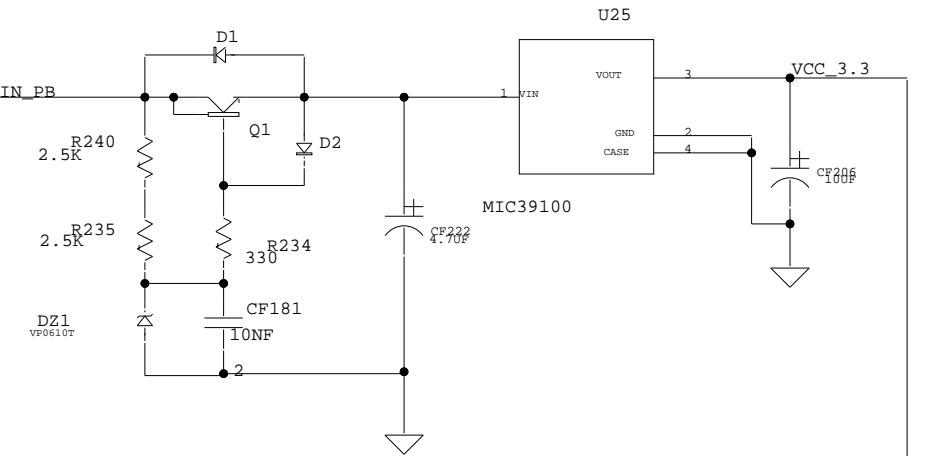 U25
D1
VOUT
3
VCC_3.3
IN_PB
1
VIN
Q1
GND
2
R240
D2
2.5K
CASE
4
CF206
10UF
MIC39100
R235
2.5K
R234
330
CF222
4.7UF
CF181
DZ1
VP0610T
10NF
2